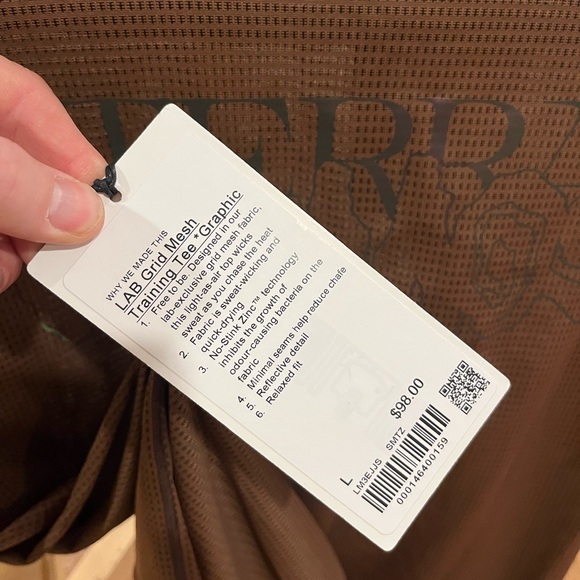 TERRA
WHY WE MADE THIS
LAB Grid Mesh
Training Tee *Graphic
1. Free to be. Designed in our
lab-exclusive grid mesh fabric,
this light-as-air top wicks
sweat as you chase the heat
2. Fabric is sweat-wicking and
quick-drying
3. No-Stink Zinc™ technology
inhibits the growth of
odour-causing bacteria on the
fabric
4. Minimal seams help reduce chafe
5. Reflective detail
6. Relaxed fit
$98.00
L
LM3EJJS SMTZ
000146400159